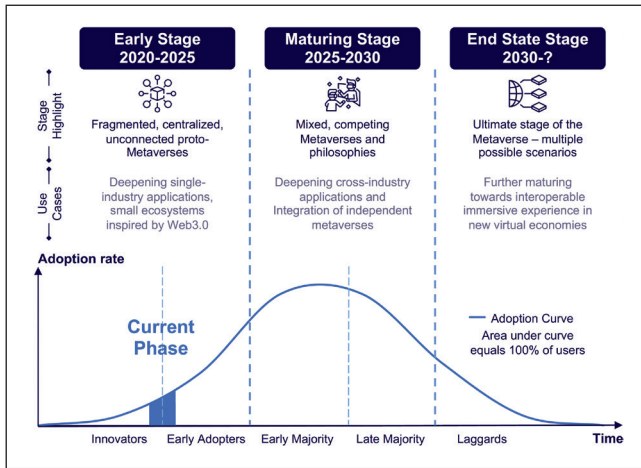 Early Stage
2020-2025
Maturing Stage
2025-2030
End State Stage
2030-?
Stage
Highlight
Fragmented, centralized,
unconnected proto-
Metaverses
Mixed, competing
Metaverses and
philosophies
Ultimate stage of the
Metaverse – multiple
possible scenarios
Use
Cases
Deepening single-
industry applications,
small ecosystems
inspired by Web3.0
Deepening cross-industry
applications and
Integration of independent
metaverses
Further maturing
towards interoperable
immersive experience in
new virtual economies
Adoption rate
Current
Phase
Adoption Curve
Area under curve
equals 100% of users
Innovators
Early Adopters
Early Majority
Late Majority
Laggards
Time